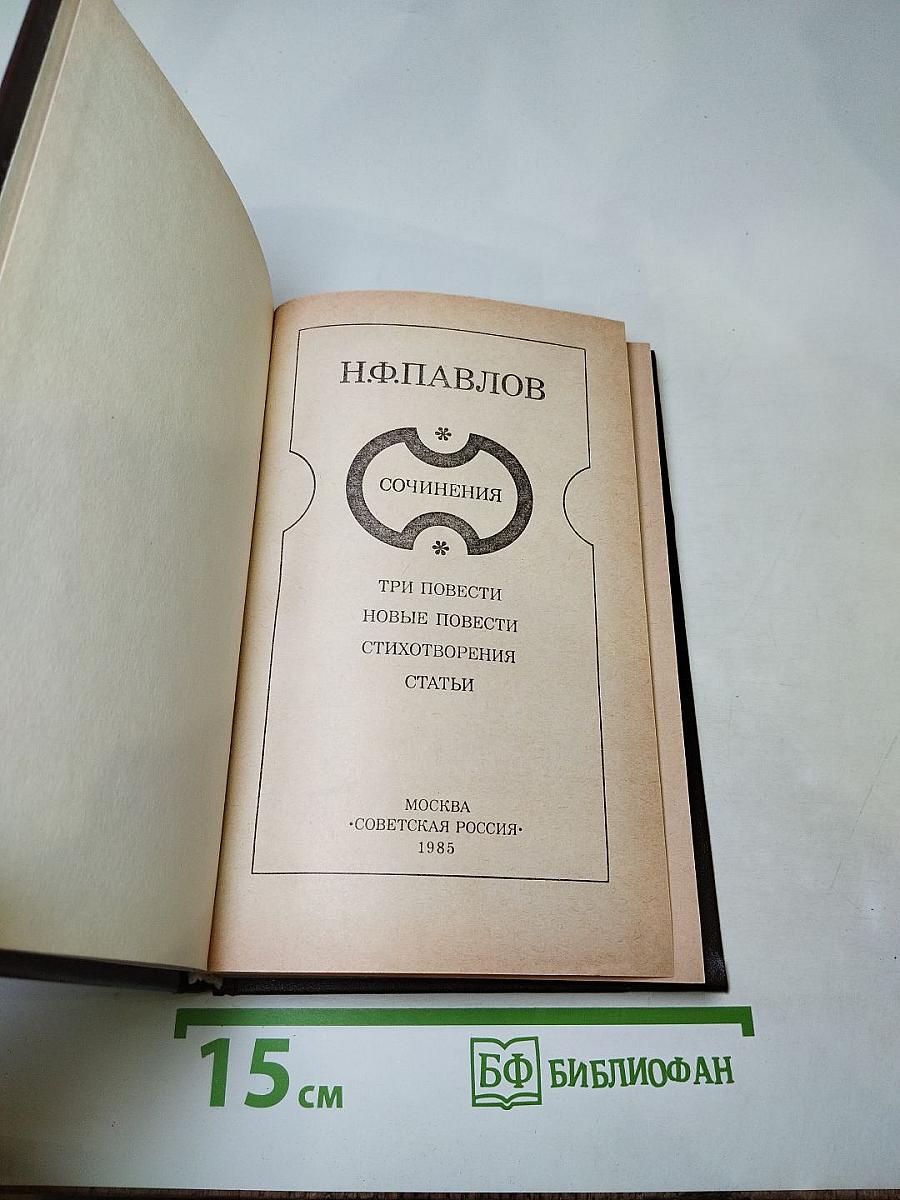 Н.Ф.ПАВЛОВ
*
СОЧИНЕНИЯ
*
ТРИ ПОВЕСТИ
НОВЫЕ ПОВЕСТИ
СТИХОТВОРЕНИЯ
СТАТЬИ
МОСКВА
·СОВЕТСКАЯ РОССИЯ·
1985
15 см
БФ БИБЛИОФАН